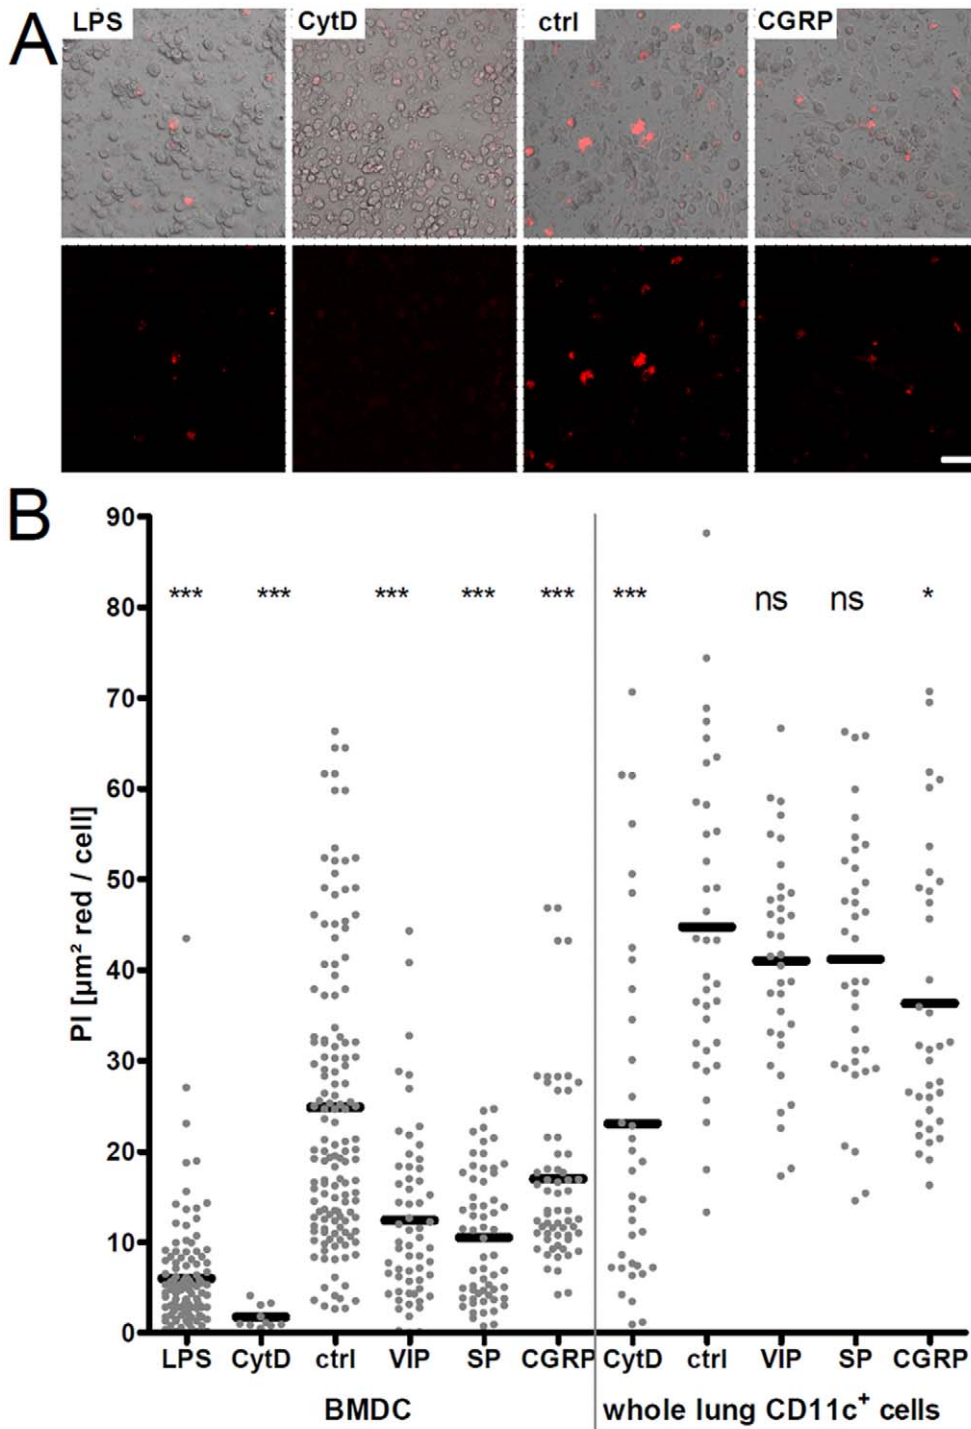 A
LPS CytD ctrl CGRP
B
PI [µm² red / cell]
90
80
70
60
50
40
30
20
10
0
*** *** *** *** *** *** ns ns *
LPS CytD ctrl VIP SP CGRP CytD ctrl VIP SP CGRP
BMDC whole lung CD11c⁺ cells